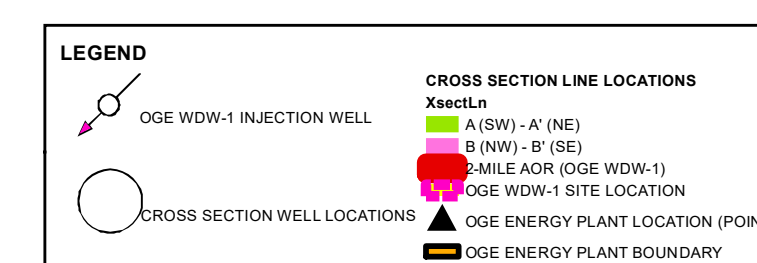 LEGEND
OGE WDW-1 INJECTION WELL
CROSS SECTION WELL LOCATIONS
CROSS SECTION LINE LOCATIONS
XsectLn
A (SW) - A' (NE)
B (NW) - B' (SE)
2-MILE AOR (OGE WDW-1)
OGE WDW-1 SITE LOCATION
OGE ENERGY PLANT LOCATION
OGE ENERGY PLANT BOUNDARY